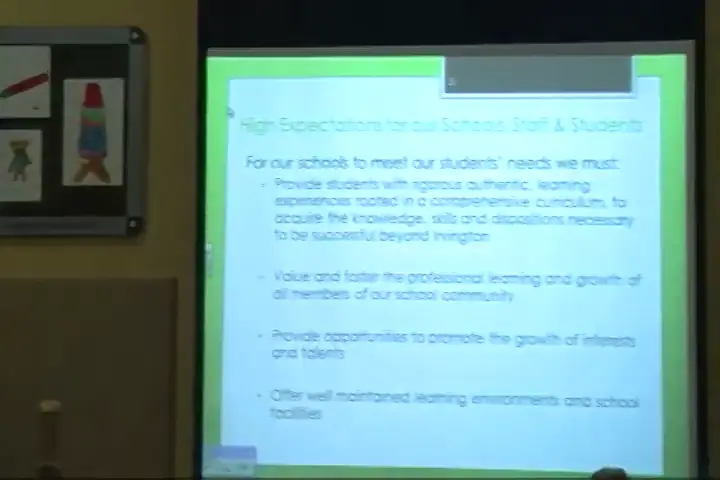 High Expectations for our Schools, Staff & Students
For our schools to meet our students' needs we must:
- Provide students with rigorous authentic, learning
experiences rooted in a comprehensive curriculum, to
acquire the knowledge, skills and dispositions necessary
to be successful beyond Irvington
- Value and foster the professional learning and growth of
all members of our school community
- Provide opportunities to promote the growth of interests
and talents
- Offer well maintained learning environments and school
facilities